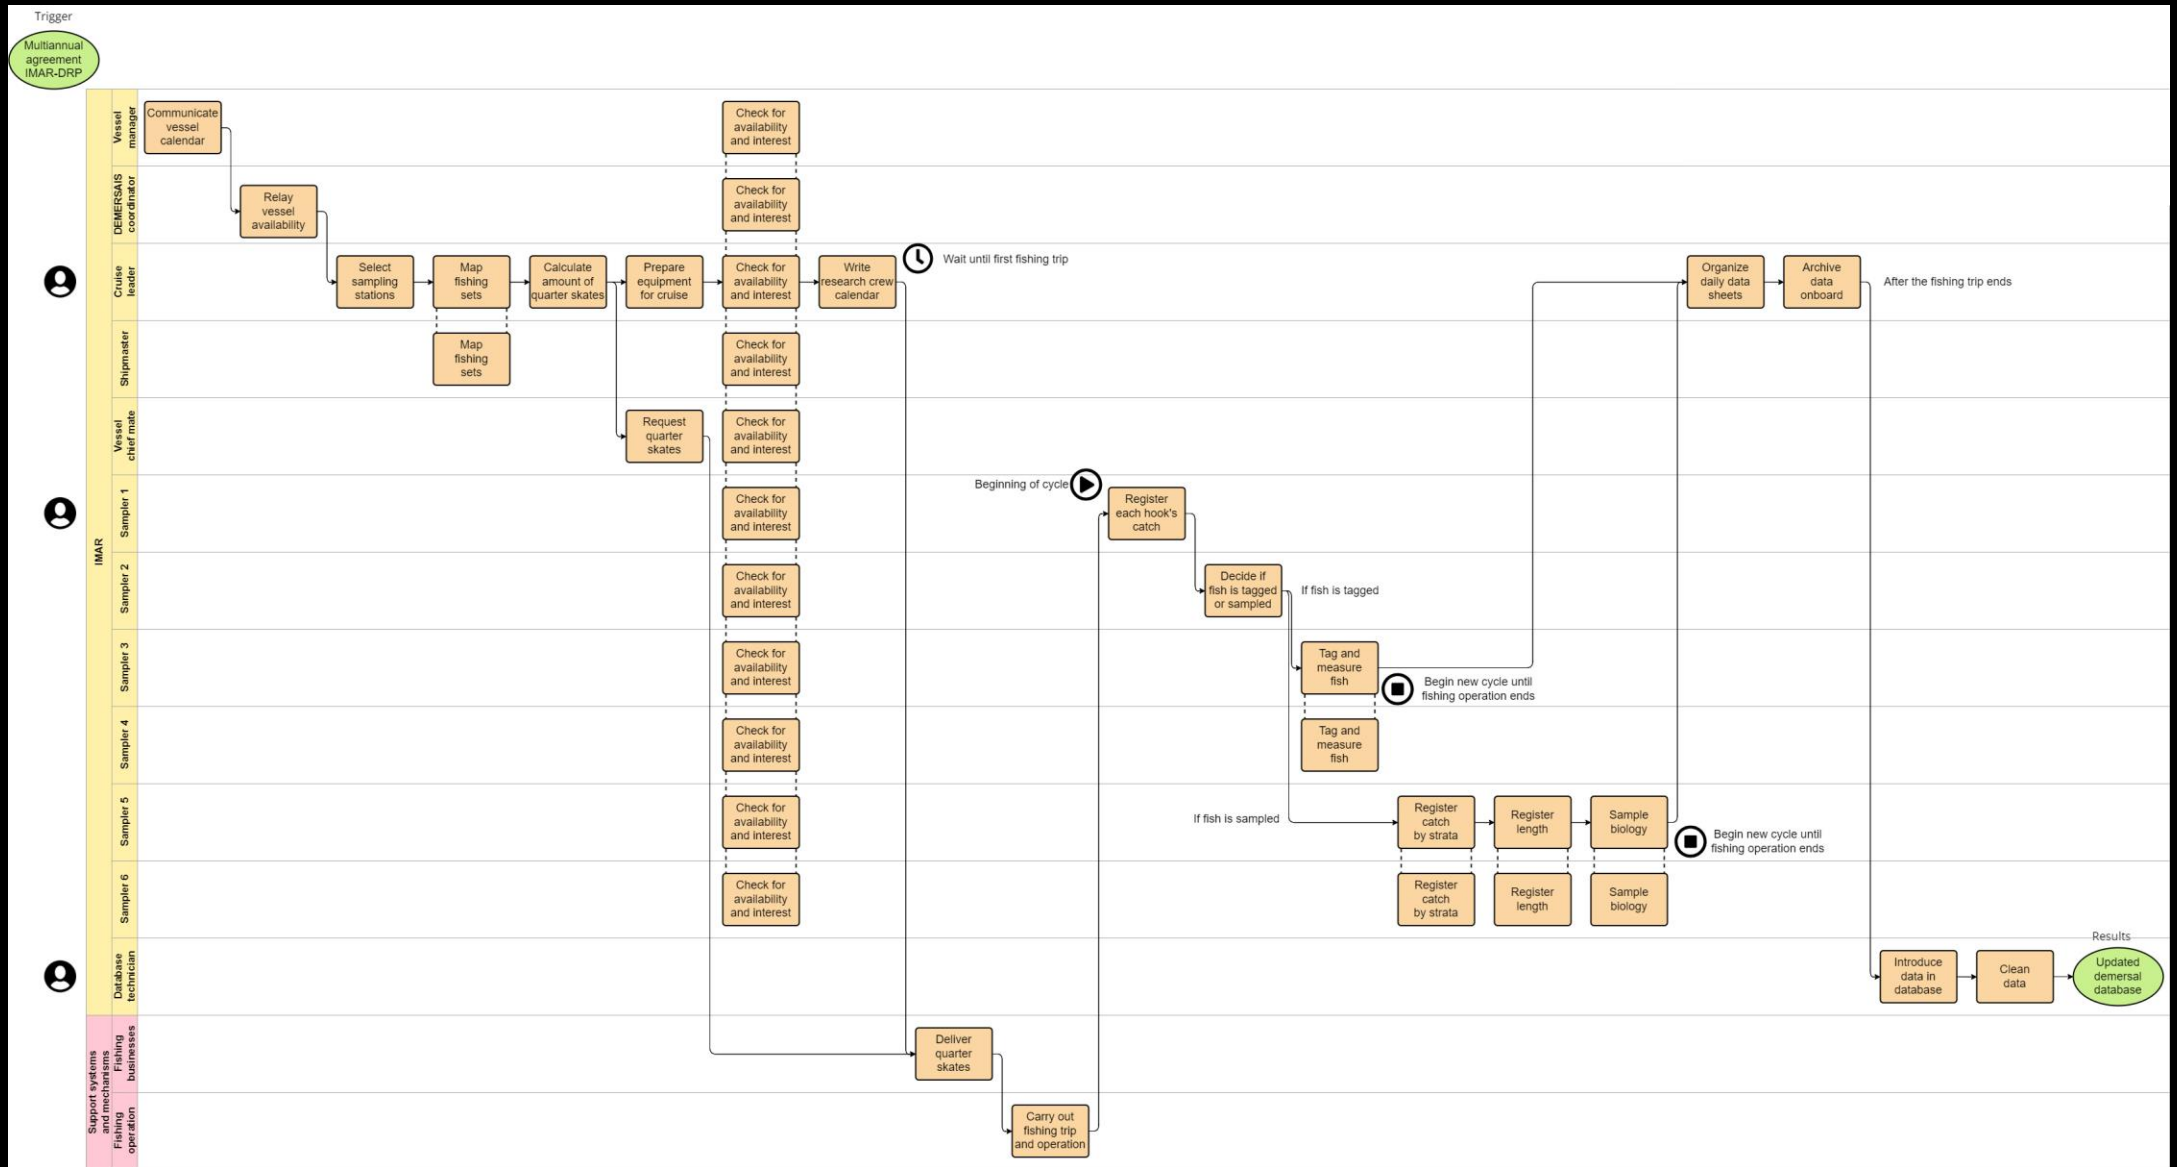 Trigger
Multiannual
agreement
IMAR-DRP
IMAR
Vessel
manager
Communicate
vessel
calendar
Check for
availability
and interest
DEMERSAIS
coordinator
Relay
vessel
availability
Check for
availability
and interest
Cruise
leader
Select
sampling
stations
Map
fishing
sets
Calculate
amount of
quarter skates
Prepare
equipment
for cruise
Check for
availability
and interest
Write
research crew
calendar
Wait until first fishing trip
Organize
daily data
sheets
Archive
data
onboard
After the fishing trip ends
Shipmaster
Map
fishing
sets
Check for
availability
and interest
Vessel
chief mate
Request
quarter
skates
Check for
availability
and interest
Sampler 1
Check for
availability
and interest
Beginning of cycle
Register
each hook's
catch
Sampler 2
Check for
availability
and interest
Decide if
fish is tagged
or sampled
If fish is tagged
Sampler 3
Check for
availability
and interest
Tag and
measure
fish
Begin new cycle until
fishing operation ends
Sampler 4
Check for
availability
and interest
Tag and
measure
fish
Sampler 5
Check for
availability
and interest
If fish is sampled
Register
catch
by strata
Register
length
Sample
biology
Begin new cycle until
fishing operation ends
Sampler 6
Check for
availability
and interest
Register
catch
by strata
Register
length
Sample
biology
Database
technician
Introduce
data in
database
Clean
data
Results
Updated
demersal
database
Support systems
and mechanisms
Fishing
businesses
Deliver
quarter
skates
Fishing
operation
Carry out
fishing trip
and operation